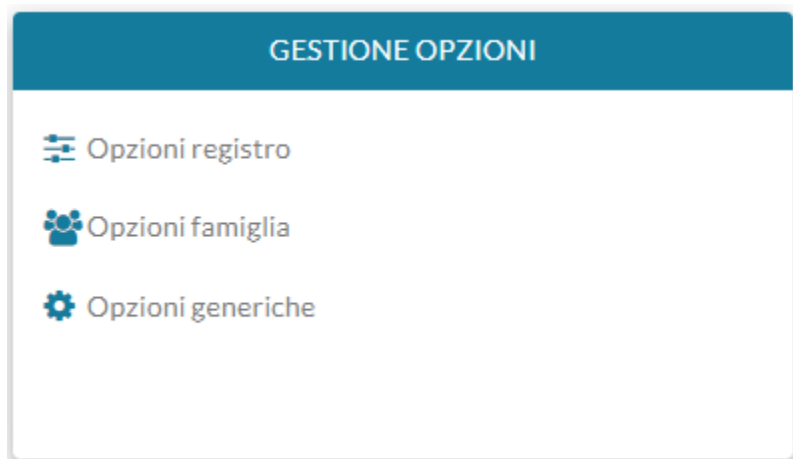 GESTIONE OPZIONI
Opzioni registro
Opzioni famiglia
Opzioni generiche